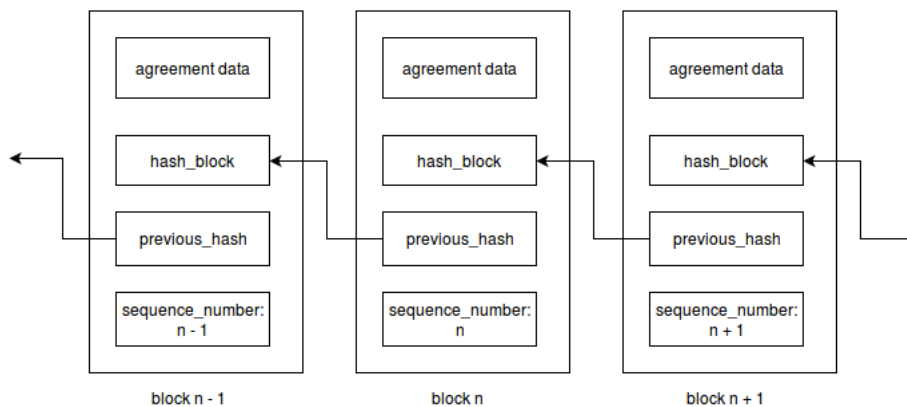 agreement data
hash_block
previous_hash
sequence_number:
n - 1
block n - 1
agreement data
hash_block
previous_hash
sequence_number:
n
block n
agreement data
hash_block
previous_hash
sequence_number:
n + 1
block n + 1